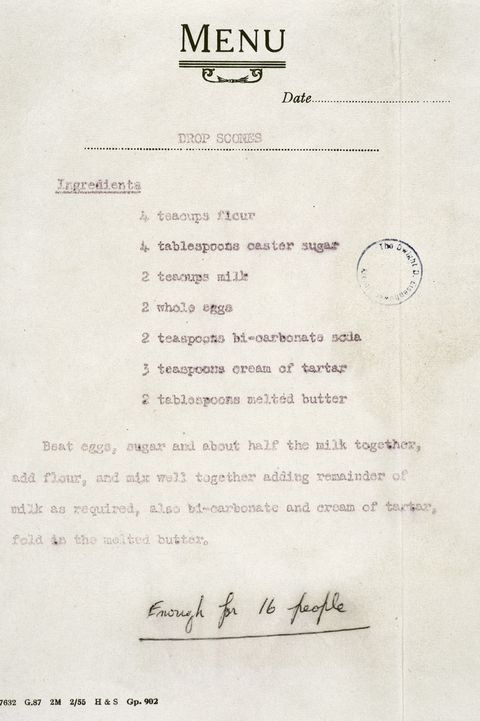 MENU
Date
DROP SCONES
Ingredients
4 teacups flour
4 tablespoons caster sugar
2 teacups milk
2 whole eggs
2 teaspoons bi-carbonate soda
3 teaspoons cream of tartar
2 tablespoons melted butter
The Dwight D. Eisenhower
Beat eggs, sugar and about half the milk together,
add flour, and mix well together adding remainder of
milk as required, also bi-carbonate and cream of tartar,
fold in the melted butter.
Enough for 16 people
7632 G.87 2M 2/55 H & S Gp. 902